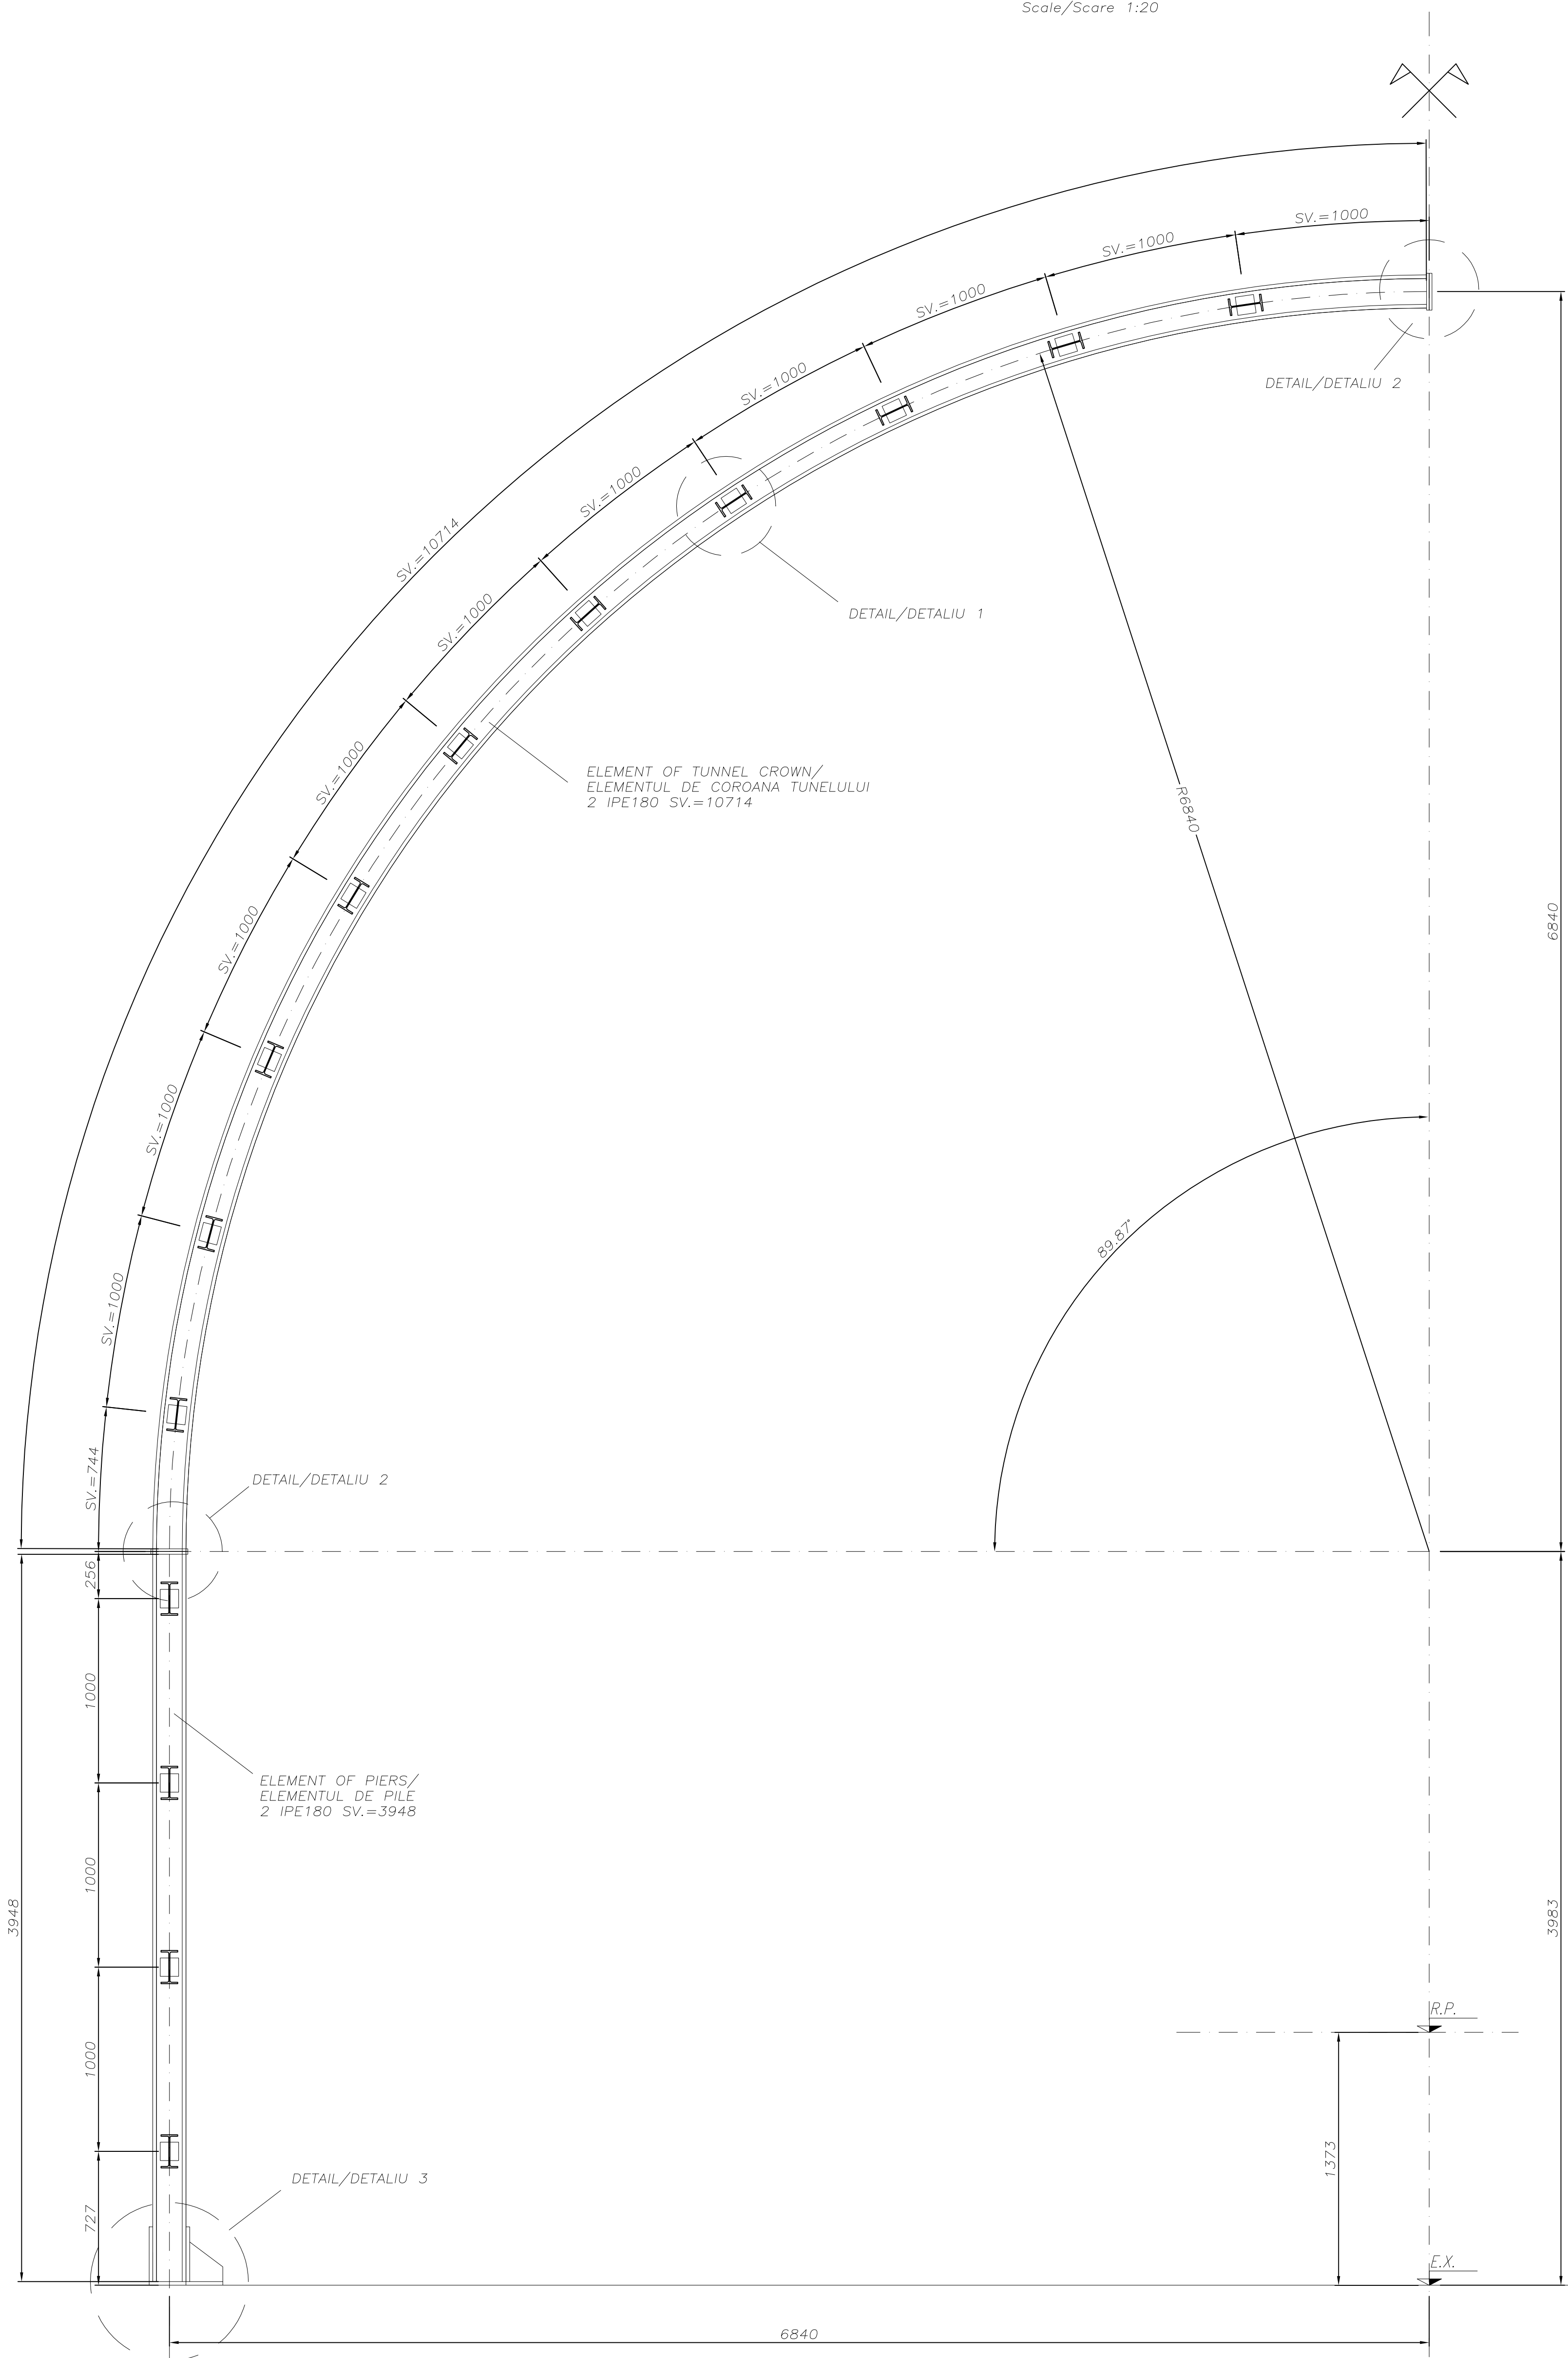 Scale/Scare 1:20
SV.=1000
SV.=1000
SV.=1000
SV.=1000
SV.=1000
SV.=1000
SV.=1000
SV.=1000
SV.=1000
SV.=1000
SV.=744
SV.=10714
DETAIL/DETALIU 2
DETAIL/DETALIU 1
ELEMENT OF TUNNEL CROWN/
ELEMENTUL DE COROANA TUNELULUI
2 IPE180 SV.=10714
R6840
6840
89.87°
DETAIL/DETALIU 2
256
1000
1000
1000
727
3948
ELEMENT OF PIERS/
ELEMENTUL DE PILE
2 IPE180 SV.=3948
3983
R.P.
1373
E.X.
DETAIL/DETALIU 3
6840